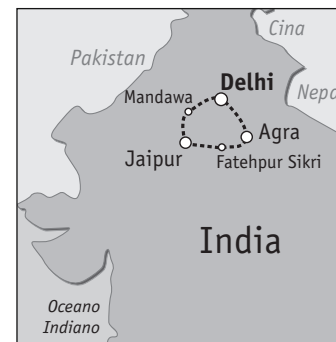 Cina
Pakistan
Delhi
Nepa
Mandawa
Agra
Jaipur
Fatehpur Sikri
India
Oceano
Indiano